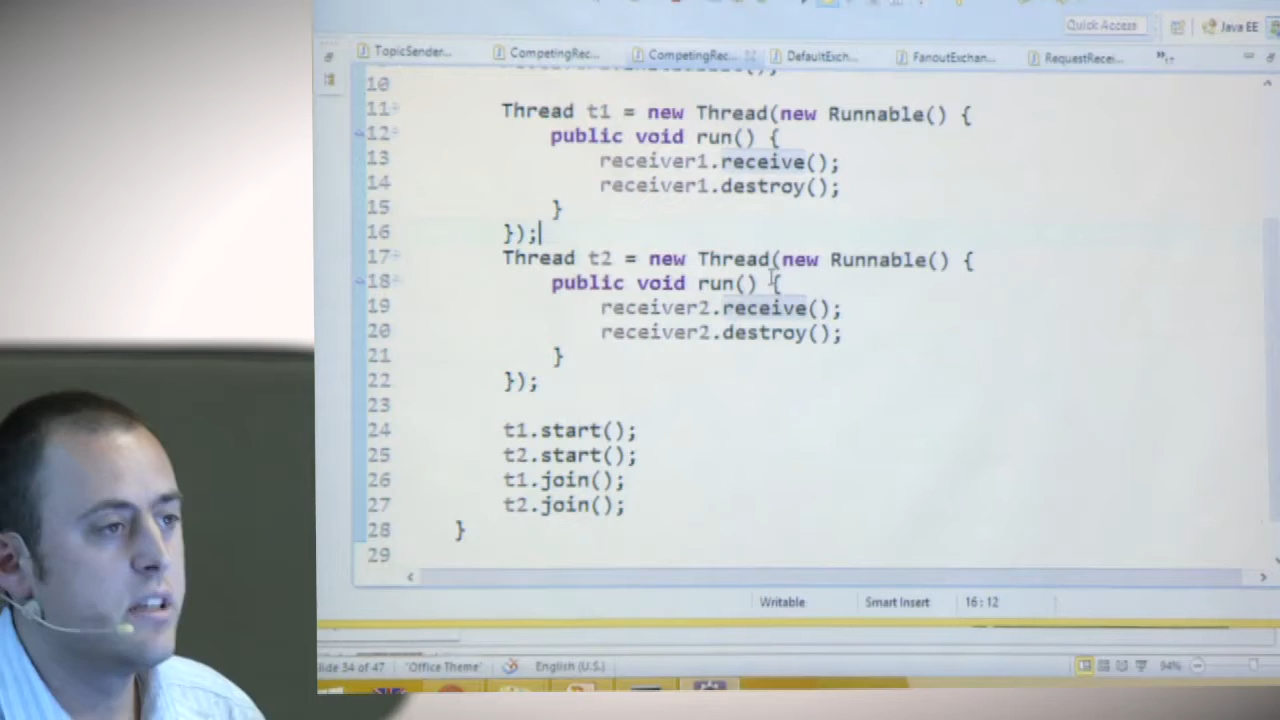 Quick Access
Java EE
TopicSender...
CompetingRec...
CompetingRec...
DefaultExch...
FanoutExchan...
RequestRecei...
10
11 Thread t1 = new Thread(new Runnable() {
12 public void run() {
13 receiver1.receive();
14 receiver1.destroy();
15 }
16 });
17 Thread t2 = new Thread(new Runnable() {
18 public void run() {
19 receiver2.receive();
20 receiver2.destroy();
21 }
22 });
23
24 t1.start();
25 t2.start();
26 t1.join();
27 t2.join();
28 }
29
Writable
Smart Insert
16 : 12
34 of 47
"Office Theme"
English (U.S.)
94%